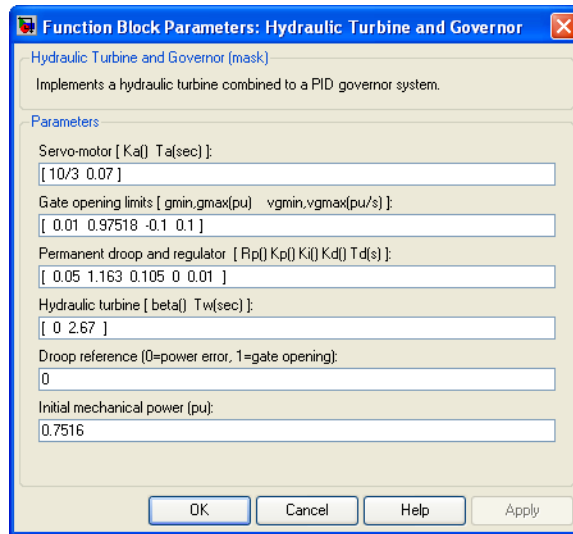 Function Block Parameters: Hydraulic Turbine and Governor
Hydraulic Turbine and Governor (mask)
Implements a hydraulic turbine combined to a PID governor system.
Parameters
Servo-motor [ Ka() Ta(sec) ]:
[ 10/3 0.07 ]
Gate opening limits [ gmin,gmax(pu) vgmin,vgmax(pu/s) ]:
[ 0.01 0.97518 -0.1 0.1 ]
Permanent droop and regulator [ Rp() Kp() Ki() Kd() Td(s) ]:
[ 0.05 1.163 0.105 0 0.01 ]
Hydraulic turbine [ beta() Tw(sec) ]:
[ 0 2.67 ]
Droop reference (0=power error, 1=gate opening):
0
Initial mechanical power (pu):
0.7516
OK Cancel Help Apply